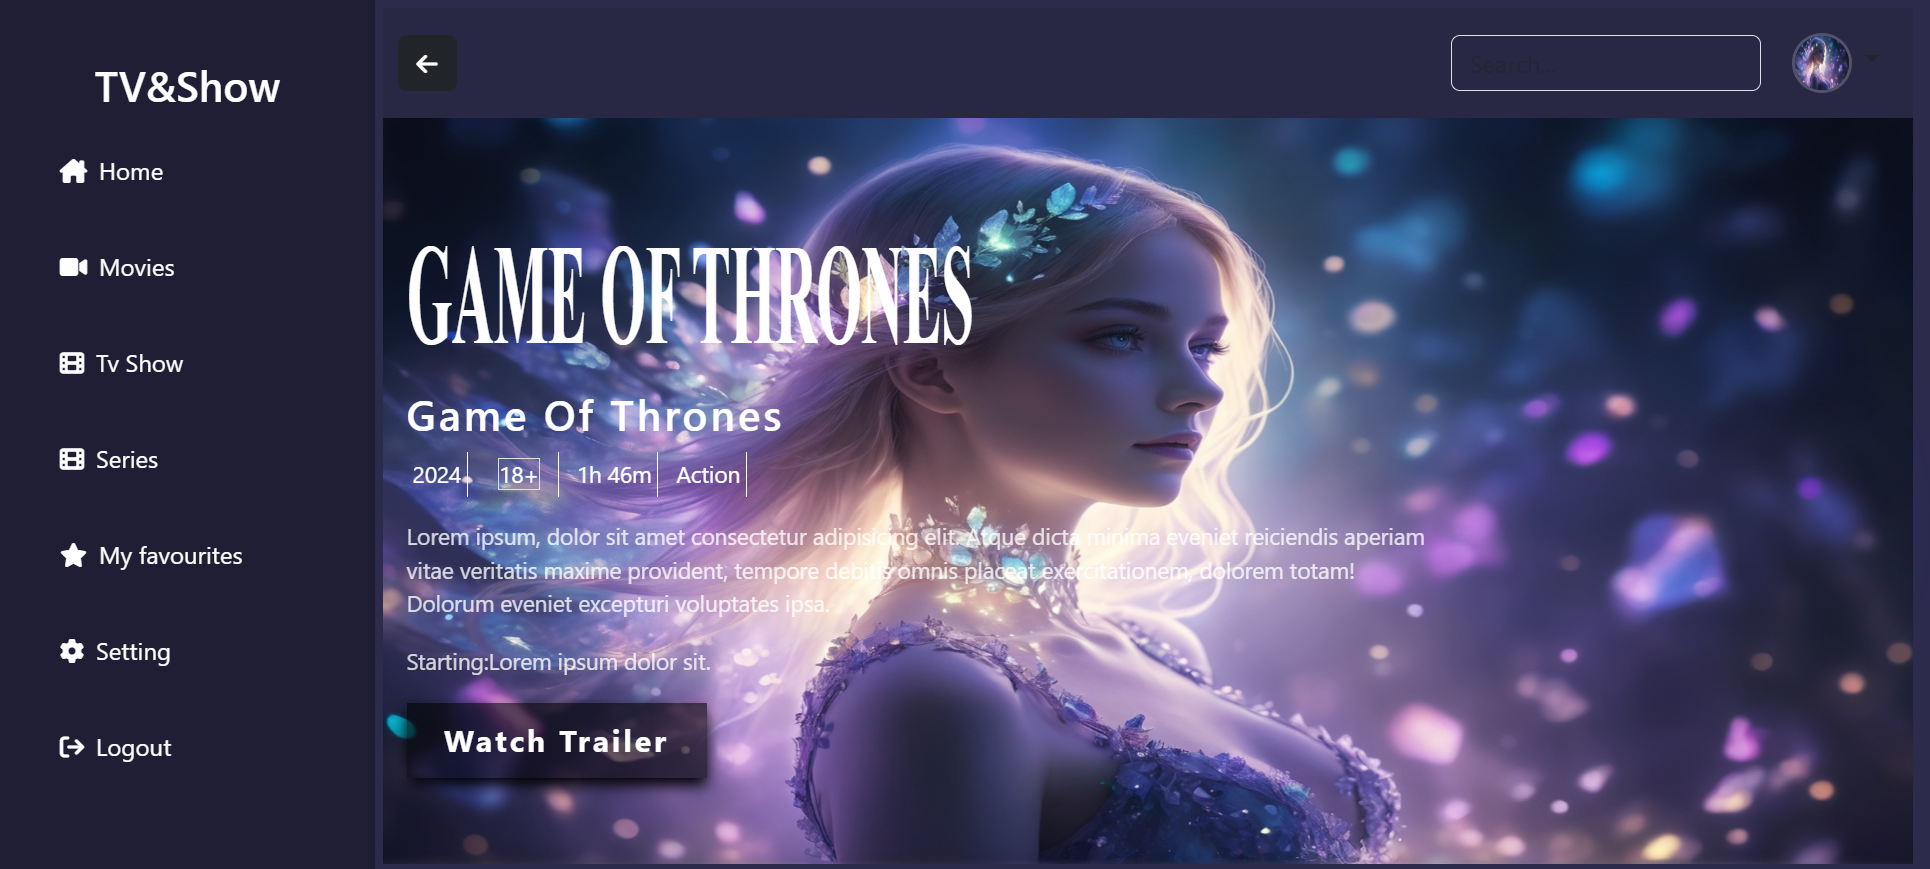 TV&Show
Home
Movies
Tv Show
Series
My favourites
Setting
Logout
Search...
GAME OF THRONES
Game Of Thrones
2024 18+ 1h 46m Action
Lorem ipsum, dolor sit amet consectetur adipisicing elit. Atque dicta minima eveniet reiciendis aperiam
vitae veritatis maxime provident, tempore debitis omnis placeat exercitationem, dolorem totam!
Dolorum eveniet excepturi voluptates ipsa.
Starting:Lorem ipsum dolor sit.
Watch Trailer